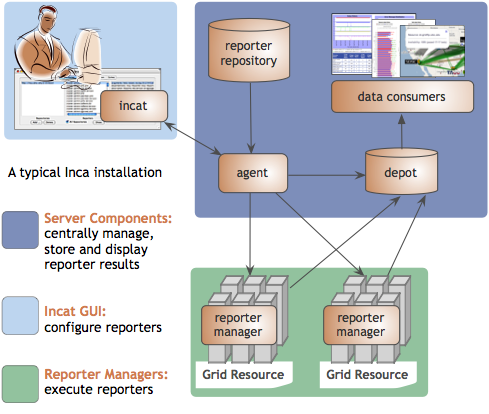 reporter
repository
incat
data consumers
A typical Inca installation
agent
depot
Server Components:
centrally manage,
store and display
reporter results
Incat GUI:
configure reporters
reporter
manager
reporter
manager
Grid Resource
Grid Resource
Reporter Managers:
execute reporters